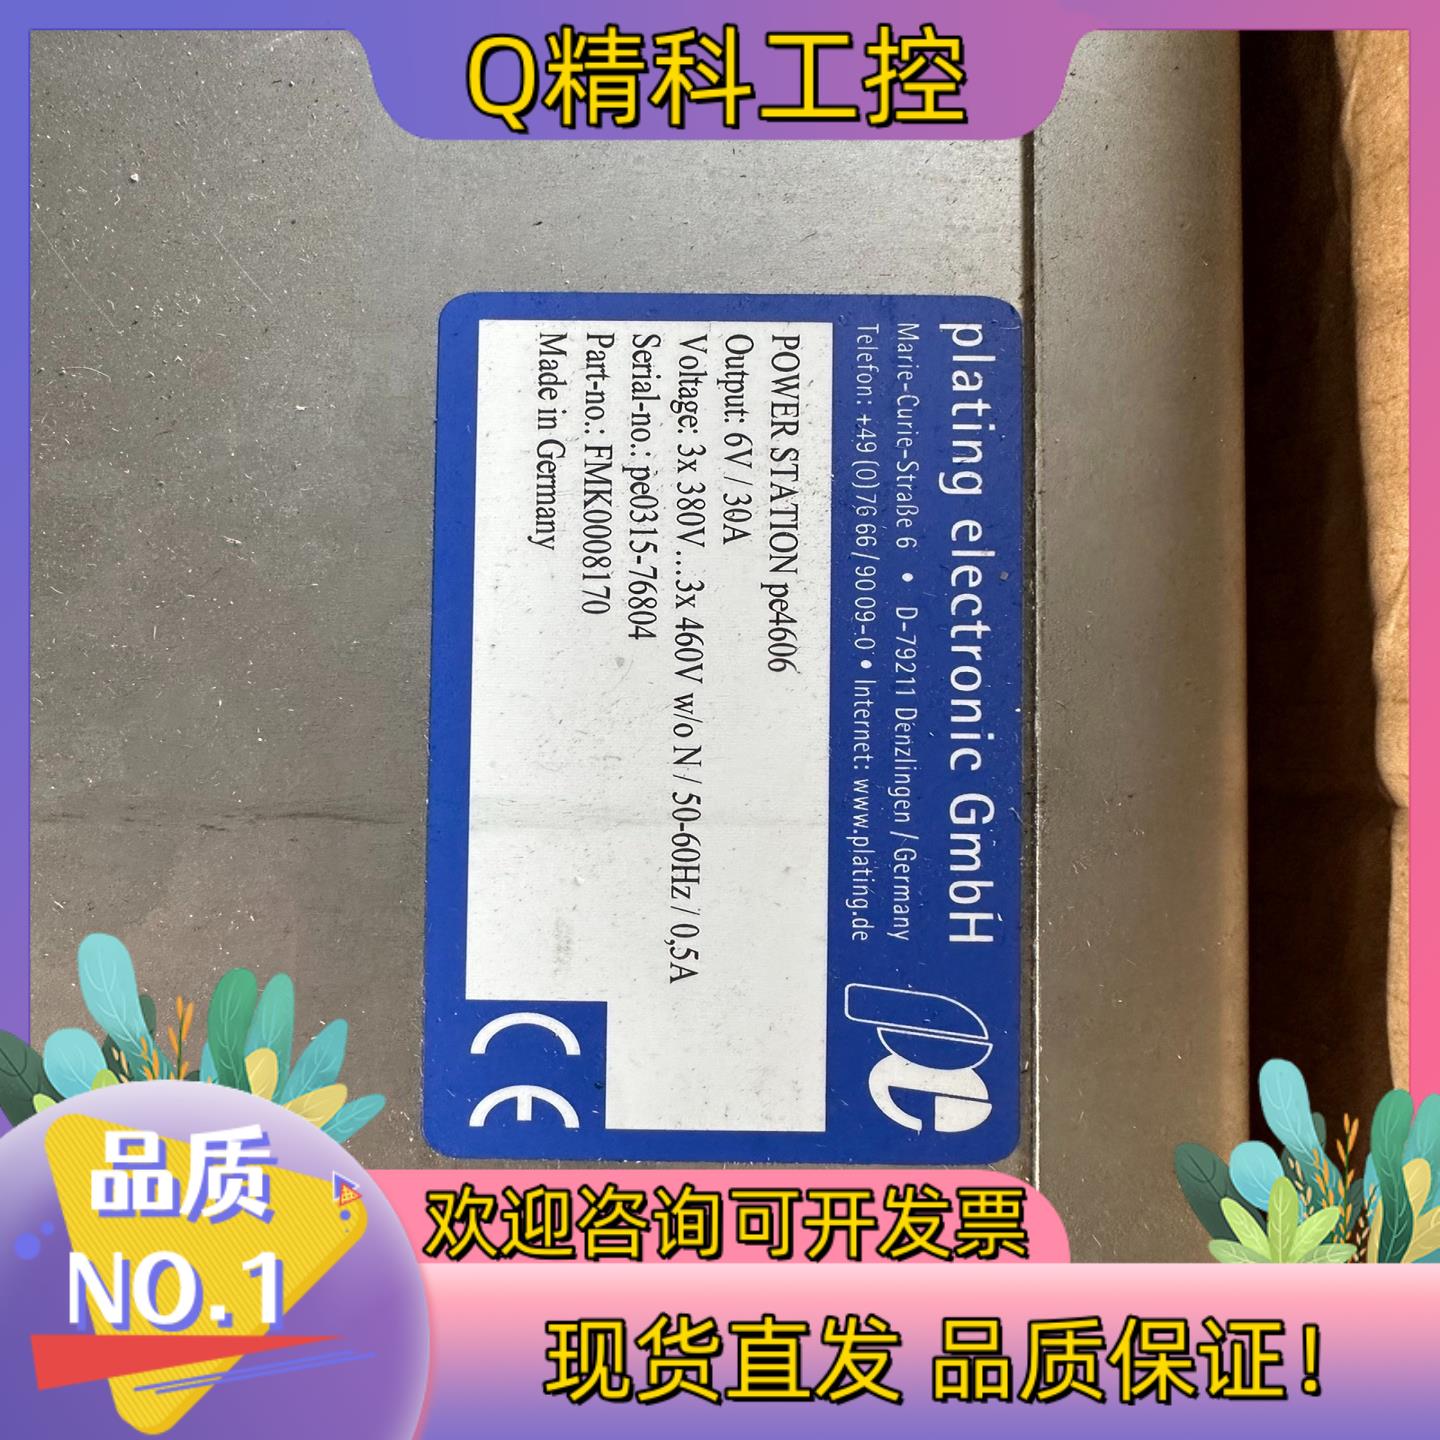 Q精科工控
plating electronic GmbH
Marie-Curie-Straße 6 • D-79211 Denzlingen / Germany
Telefon: +49 (0)76 66 / 90 09-0 • Internet: www.plating.de
pe
POWER STATION pe4606
Output: 6V / 30A
Voltage: 3x 380V...3x 460V w/o N / 50-60Hz / 0,5A
Serial-no.: pe0315-76804
Part-no.: FMK0008170
Made in Germany
CE
品质
NO.1
欢迎咨询可开发票
现货直发 品质保证!